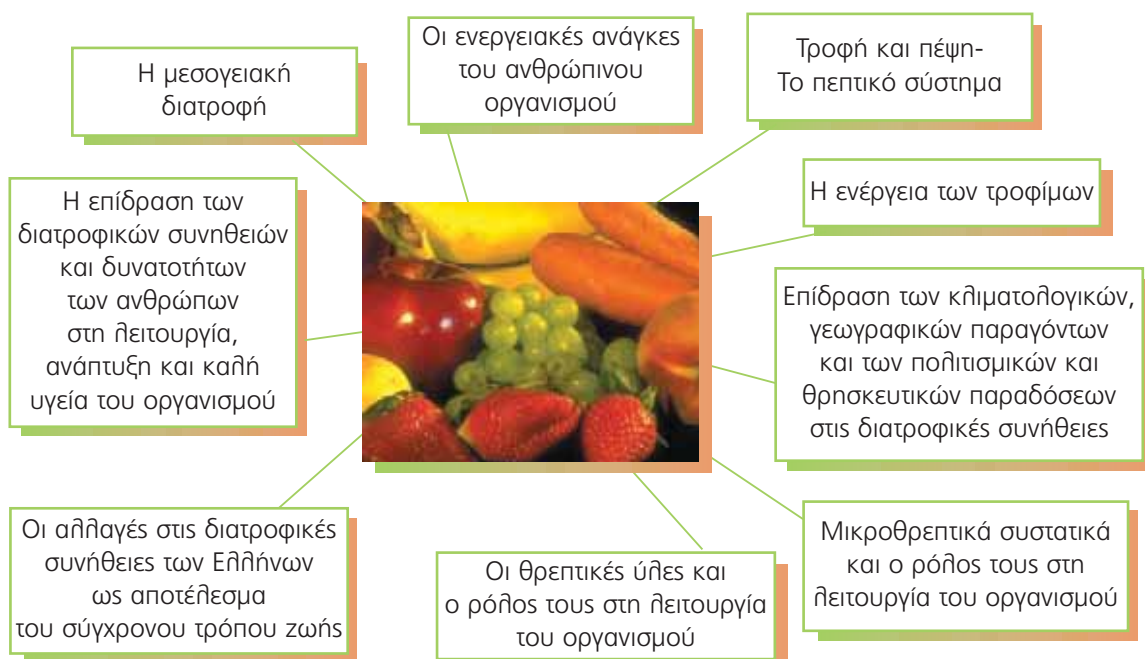 Η μεσογειακή
διατροφή
Οι ενεργειακές ανάγκες
του ανθρώπινου
οργανισμού
Τροφή και πέψη-
Το πεπτικό σύστημα
Η επίδραση των
διατροφικών συνηθειών
και δυνατοτήτων
των ανθρώπων
στη λειτουργία,
ανάπτυξη και καλή
υγεία του οργανισμού
Η ενέργεια των τροφίμων
Επίδραση των κλιματολογικών,
γεωγραφικών παραγόντων
και των πολιτισμικών και
θρησκευτικών παραδόσεων
στις διατροφικές συνήθειες
Οι αλλαγές στις διατροφικές
συνήθειες των Ελλήνων
ως αποτέλεσμα
του σύγχρονου τρόπου ζωής
Οι θρεπτικές ύλες και
ο ρόλος τους στη λειτουργία
του οργανισμού
Μικροθρεπτικά συστατικά
και ο ρόλος τους στη
λειτουργία του οργανισμού